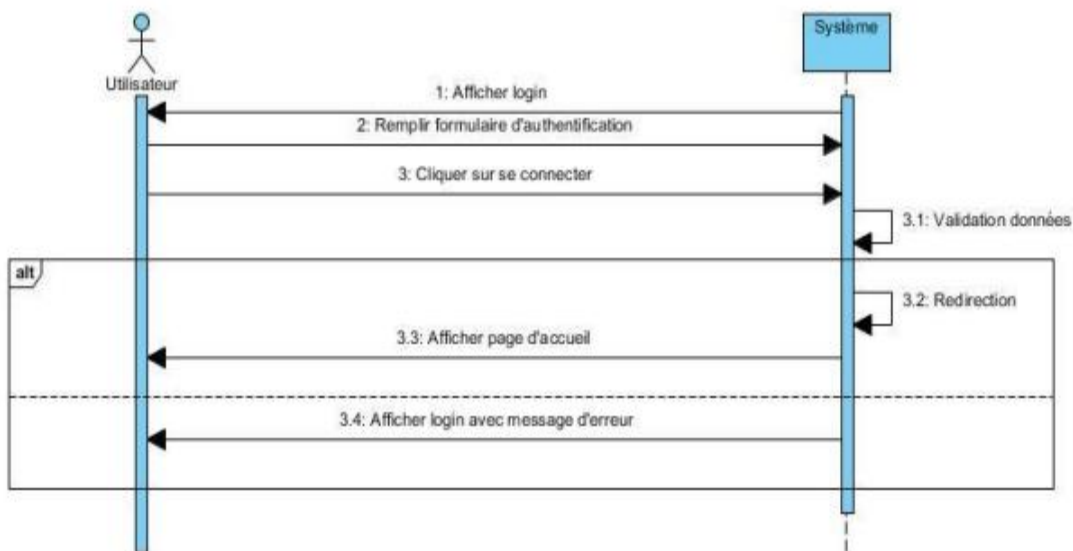 Système
Utilisateur
1: Afficher login
2: Remplir formulaire d'authentification
3: Cliquer sur se connecter
3.1: Validation données
alt
3.2: Redirection
3.3: Afficher page d'accueil
3.4: Afficher login avec message d'erreur